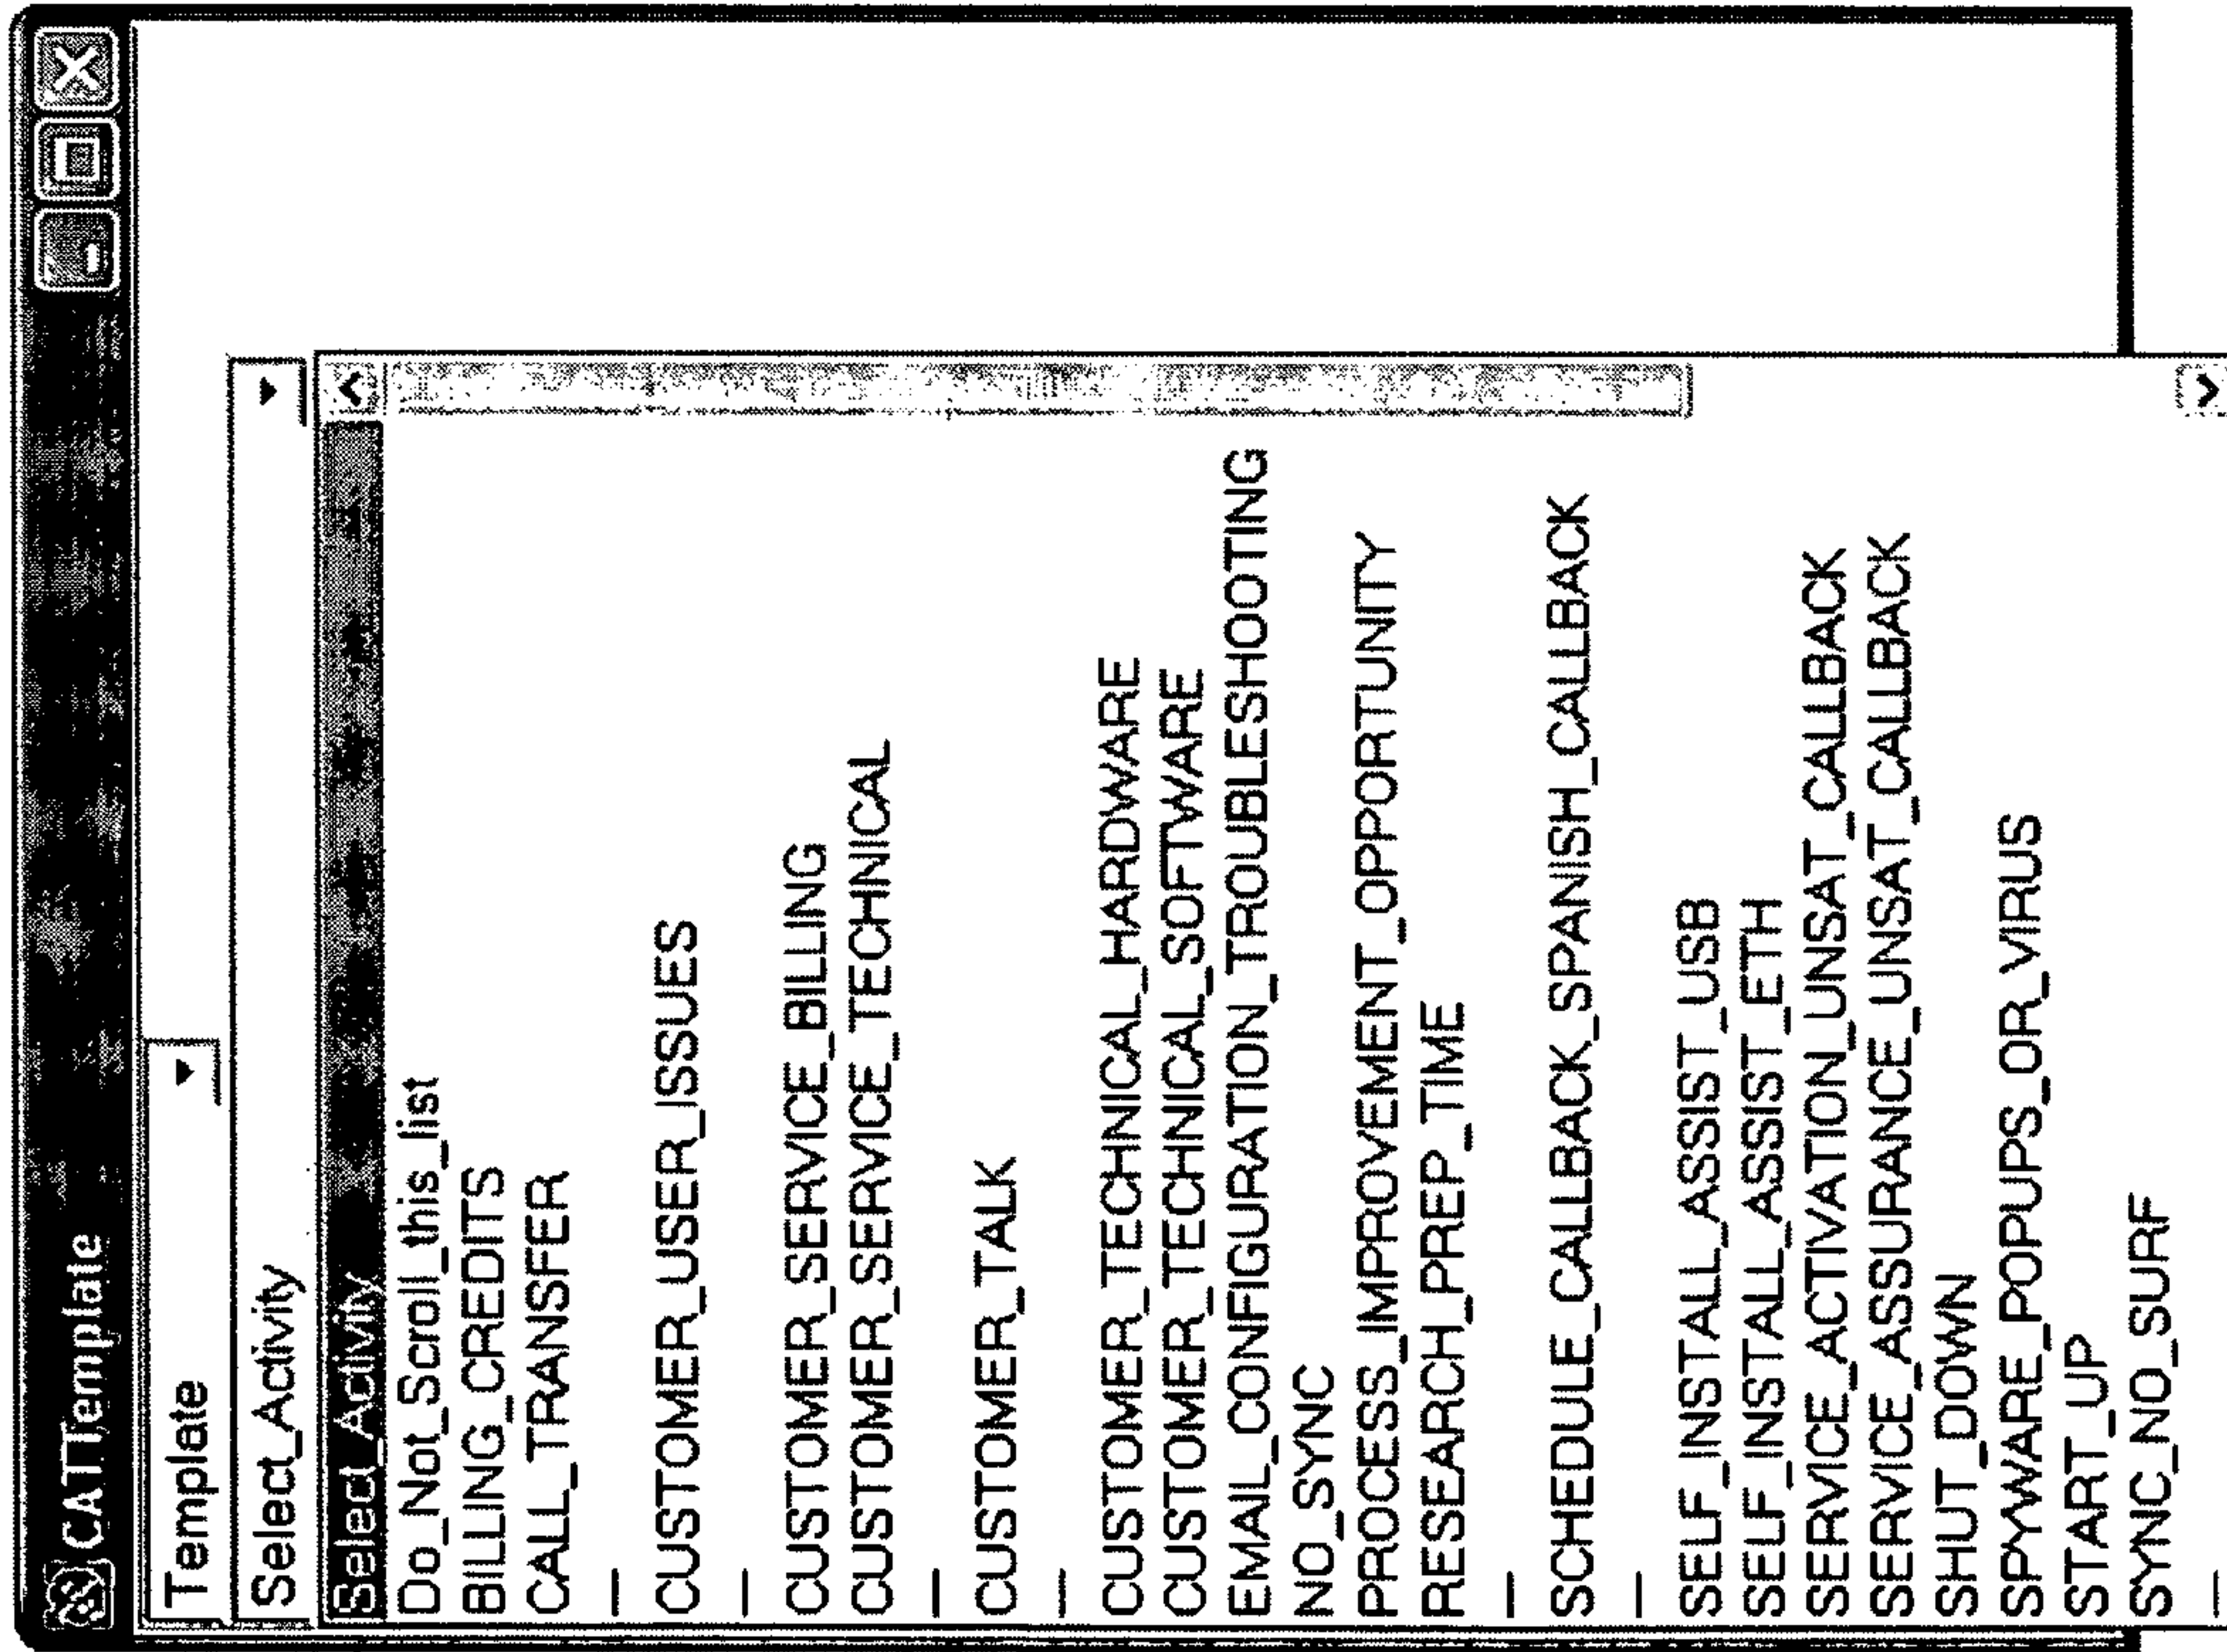 CATTemplate
Template
Select_Activity
Select_Activity
Do_Not_Scroll_this_list
BILLING_CREDITS
CALL_TRANSFER
_
CUSTOMER_USER_ISSUES
_
CUSTOMER_SERVICE_BILLING
CUSTOMER_SERVICE_TECHNICAL
_
CUSTOMER_TALK
_
CUSTOMER_TECHNICAL_HARDWARE
CUSTOMER_TECHNICAL_SOFTWARE
EMAIL_CONFIGURATION_TROUBLESHOOTING
NO_SYNC
PROCESS_IMPROVEMENT_OPPORTUNITY
RESEARCH_PREP_TIME
_
SCHEDULE_CALLBACK_SPANISH_CALLBACK
_
SELF_INSTALL_ASSIST_USB
SELF_INSTALL_ASSIST_ETH
SERVICE_ACTIVATION_UNSAT_CALLBACK
SERVICE_ASSURANCE_UNSAT_CALLBACK
SHUT_DOWN
SPYWARE_POPUPS_OR_VIRUS
START_UP
SYNC_NO_SURF
_